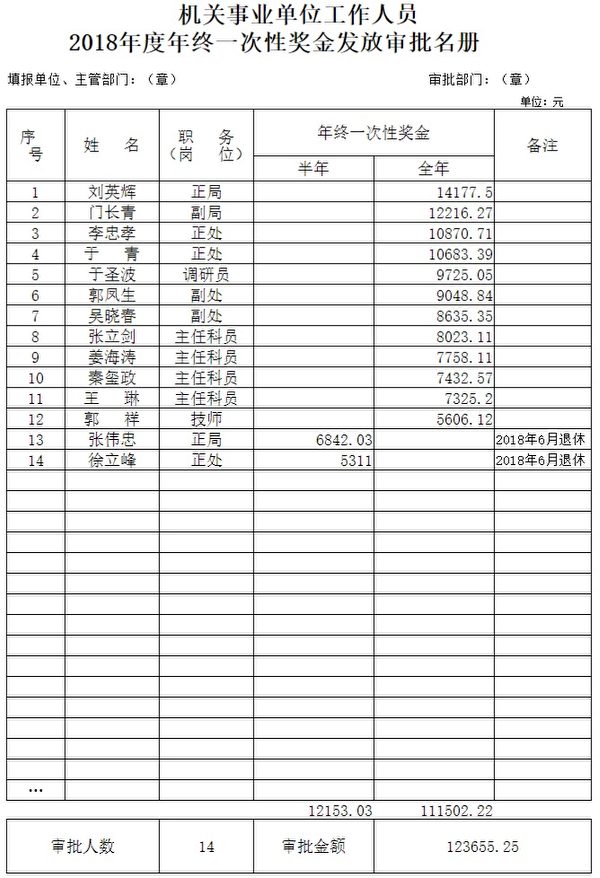 机关事业单位工作人员
2018年度年终一次性奖金发放审批名册
填报单位、主管部门：（章） 审批部门：（章）
单位：元
序号 姓 名 职 务（岗 位） 年终一次性奖金 备注
半年 全年
1 刘英辉 正局 14177.5
2 门长青 副局 12216.27
3 李忠孝 正处 10870.71
4 于 青 正处 10683.39
5 于圣波 调研员 9725.05
6 郭凤生 副处 9048.84
7 吴晓春 副处 8635.35
8 张立剑 主任科员 8023.11
9 姜海涛 主任科员 7758.11
10 秦玺政 主任科员 7432.57
11 王 琳 主任科员 7325.2
12 郭 祥 技师 5606.12
13 张伟忠 正局 6842.03 2018年6月退休
14 徐立峰 正处 5311 2018年6月退休
…
12153.03 111502.22
审批人数 14 审批金额 123655.25